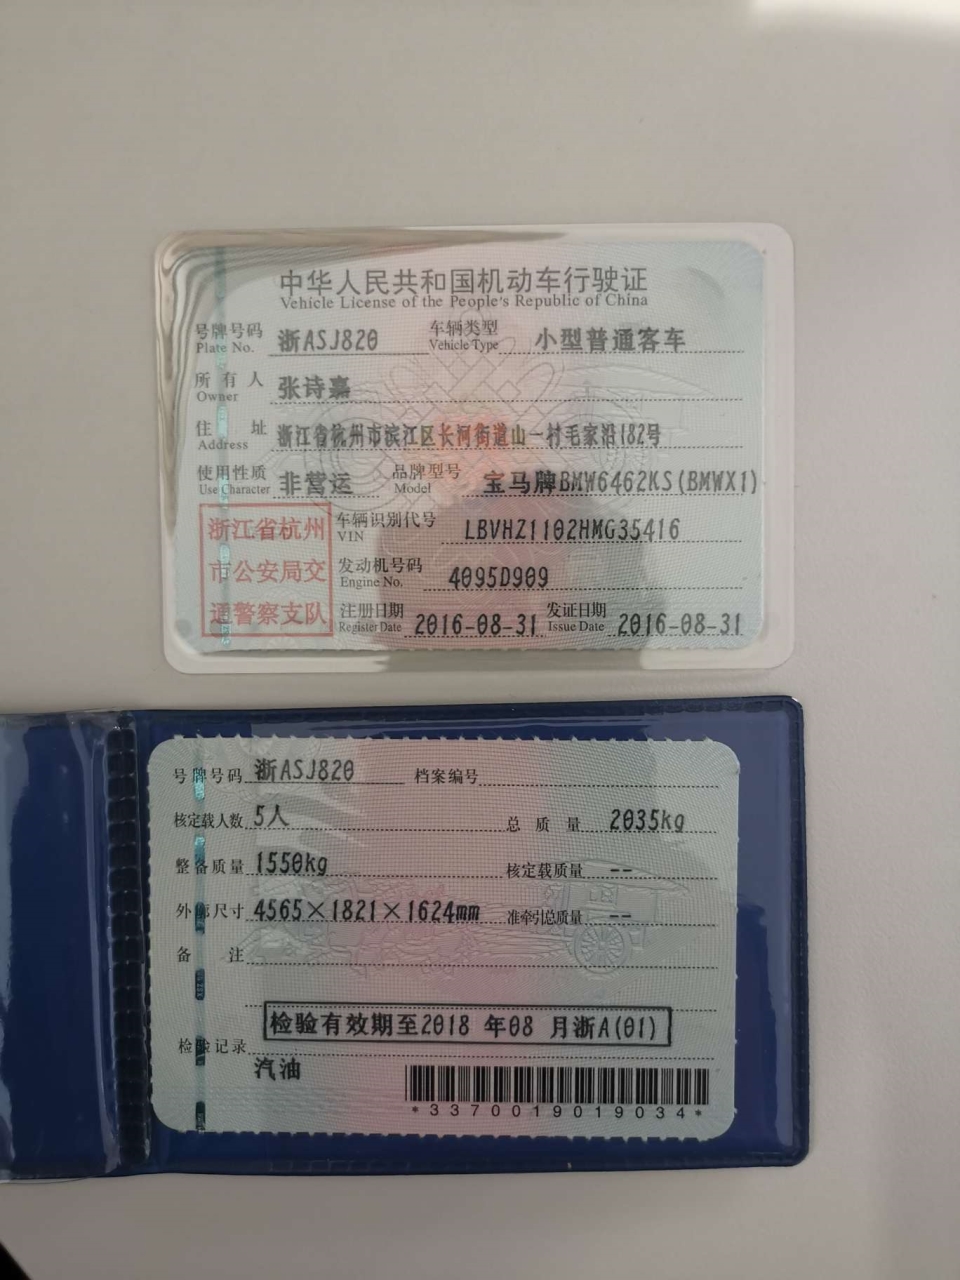 中华人民共和国机动车行驶证
Vehicle License of the People's Republic of China
号牌号码 浙ASJ820 车辆类型 小型普通客车
Plate No. Vehicle Type
所有人 张诗嘉
Owner
住址 浙江省杭州市滨江区长河街道山一村毛家沿182号
Address
使用性质 非营运 品牌型号 宝马牌BMW6462KS(BMWX1)
Use Character Model
浙江省杭州
市公安局交
通警察支队
车辆识别代号 LBVHZ1102HMG35416
VIN
发动机号码 4095D909
Engine No.
注册日期 2016-08-31 发证日期 2016-08-31
Register Date Issue Date
号牌号码 浙ASJ820 档案编号
核定载人数 5人 总质量 2035kg
整备质量 1550kg 核定载质量 --
外廓尺寸 4565×1821×1624mm 准牵引总质量 --
备注
检验有效期至2018 年08 月浙A(01)
检验记录
汽油
*3370019019034*